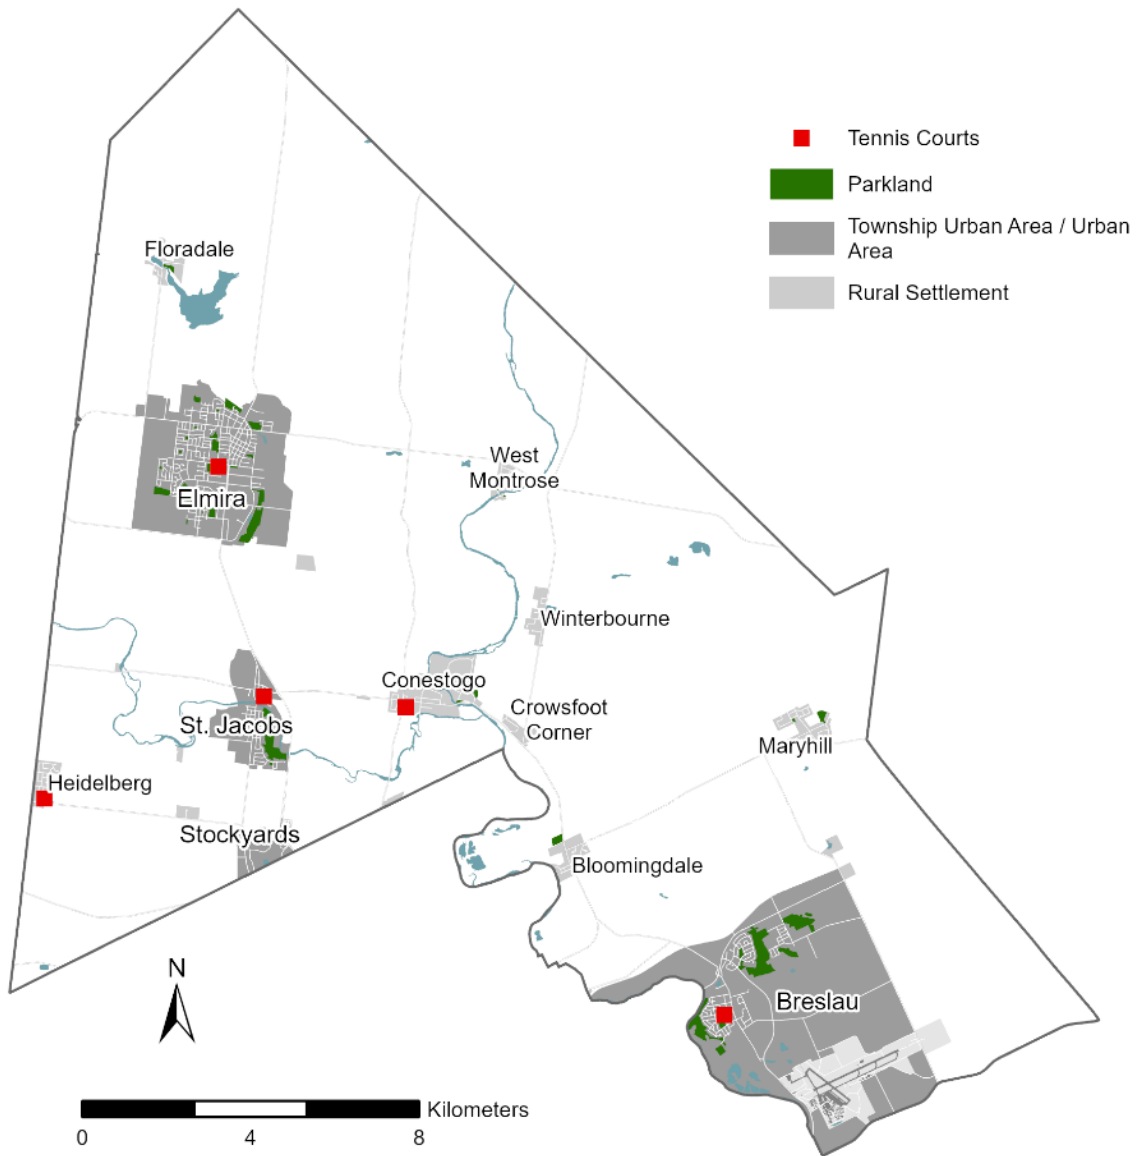 Tennis Courts
Parkland
Township Urban Area / Urban
Area
Rural Settlement
Floradale
West
Montrose
Elmira
Winterbourne
Conestogo
Crowsfoot
Corner
St. Jacobs
Maryhill
Heidelberg
Stockyards
Bloomingdale
N
Breslau
Kilometers
0 4 8